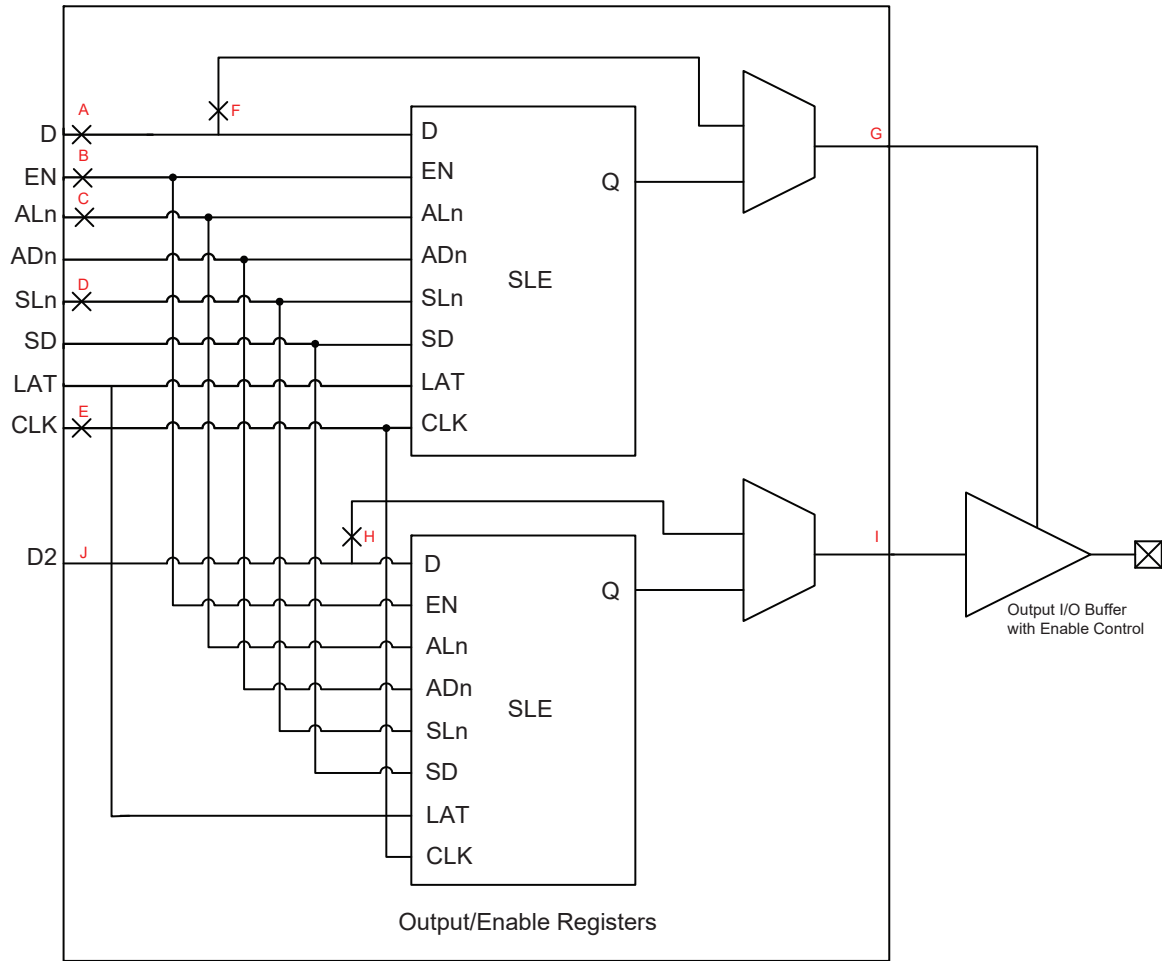 A
F
D
D
G
B
EN
EN
Q
C
ALn
ALn
ADn
ADn
SLE
D
SLn
SLn
SD
SD
LAT
LAT
E
CLK
CLK
J
H
I
D2
D
Q
EN
Output I/O Buffer
with Enable Control
ALn
ADn
SLE
SLn
SD
LAT
CLK
Output/Enable Registers